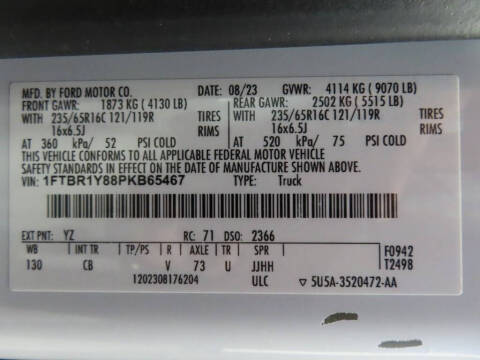 MFD. BY FORD MOTOR CO. DATE: 08/23 GVWR: 4114 KG ( 9070 LB)
FRONT GAWR: 1873 KG ( 4130 LB) REAR GAWR: 2502 KG ( 5515 LB)
WITH 235/65R16C 121/119R TIRES WITH 235/65R16C 121/119R TIRES
16x6.5J RIMS 16x6.5J RIMS
AT 360 kPa/ 52 PSI COLD AT 520 kPa/ 75 PSI COLD
THIS VEHICLE CONFORMS TO ALL APPLICABLE FEDERAL MOTOR VEHICLE
SAFETY STANDARDS IN EFFECT ON THE DATE OF MANUFACTURE SHOWN ABOVE.
VIN: 1FTBR1Y88PKB65467 TYPE: Truck
EXT PNT: YZ RC: 71 DSO: 2366
WB INT TR TP/PS R AXLE TR SPR F0942
130 CB V 73 U JJHH T2498
1202308176204 ULC ▽ 5U5A-3520472-AA